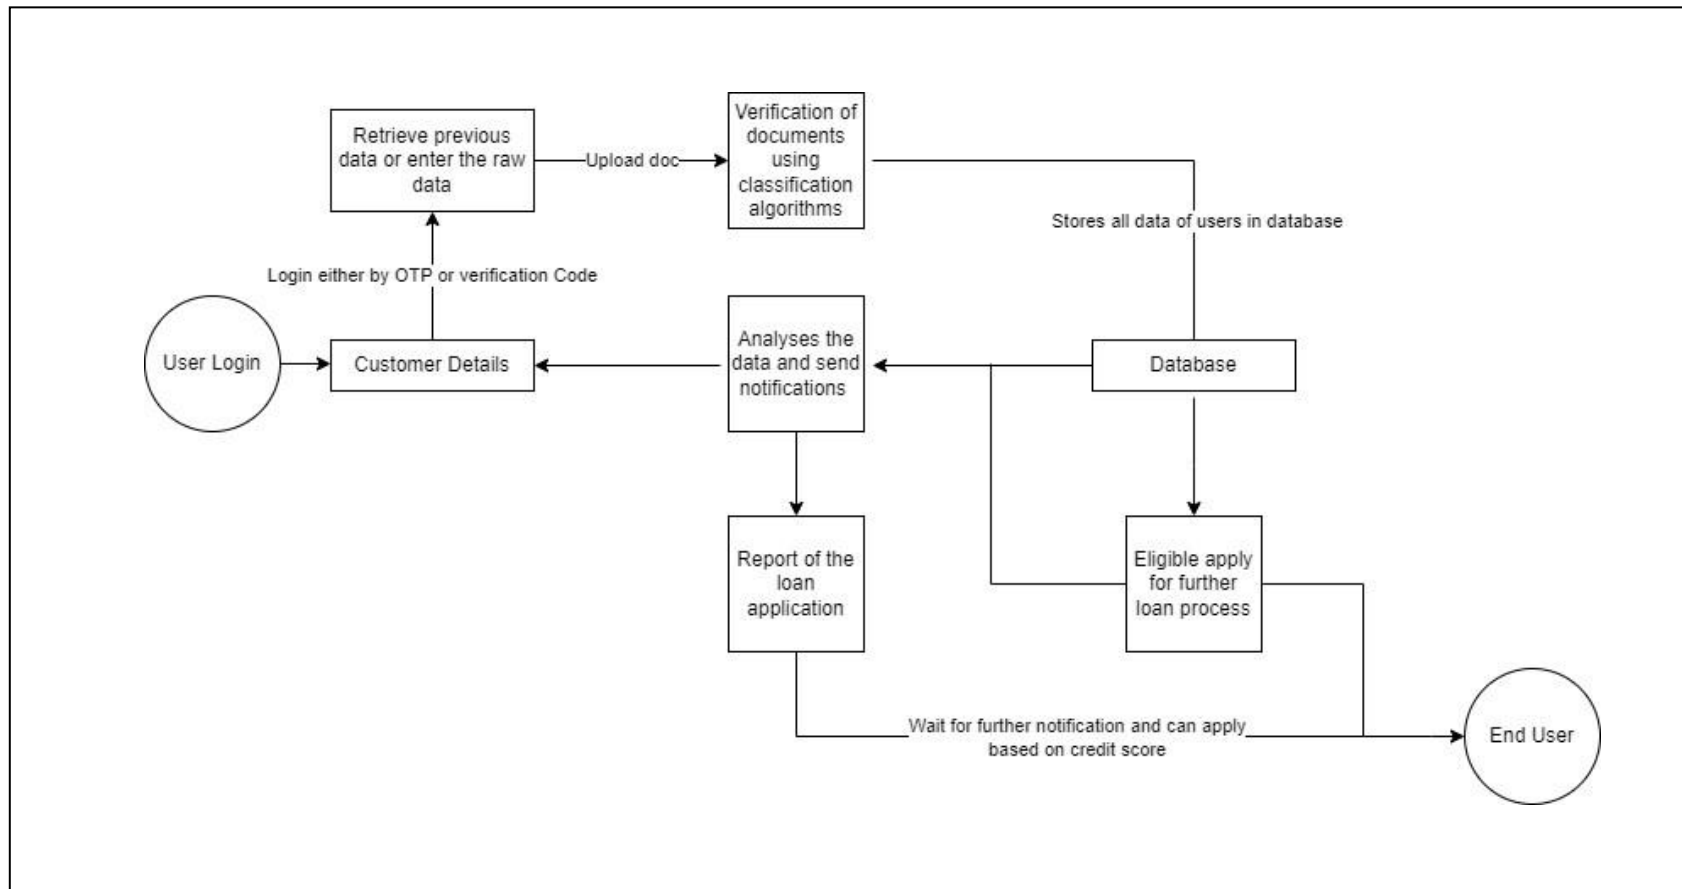 Retrieve previous
data or enter the raw
data
Upload doc
Verification of
documents
using
classification
algorithms
Stores all data of users in database
Login either by OTP or verification Code
User Login
Customer Details
Analyses the
data and send
notifications
Database
Report of the
loan
application
Eligible apply
for further
loan process
Wait for further notification and can apply
based on credit score
End User